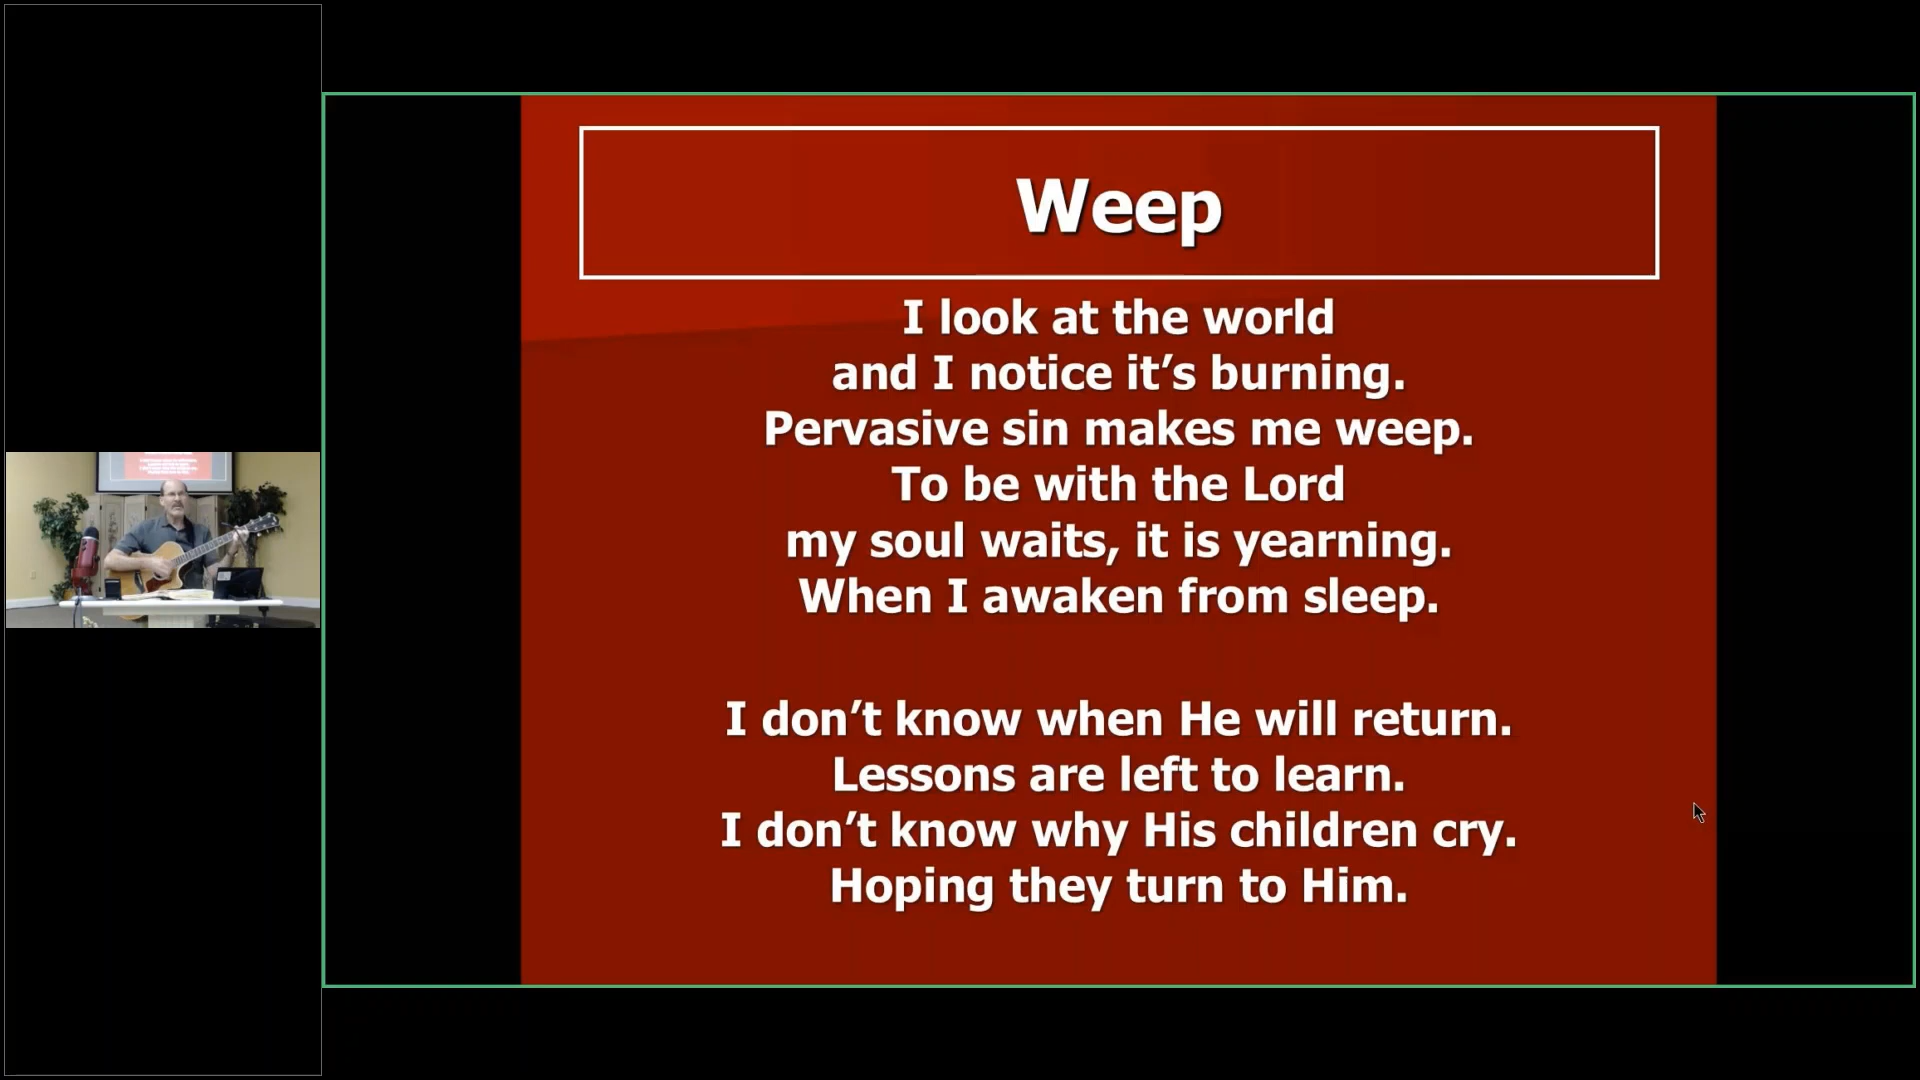 Weep
I look at the world
and I notice it’s burning.
Pervasive sin makes me weep.
To be with the Lord
my soul waits, it is yearning.
When I awaken from sleep.
I don’t know when He will return.
Lessons are left to learn.
I don’t know why His children cry.
Hoping they turn to Him.